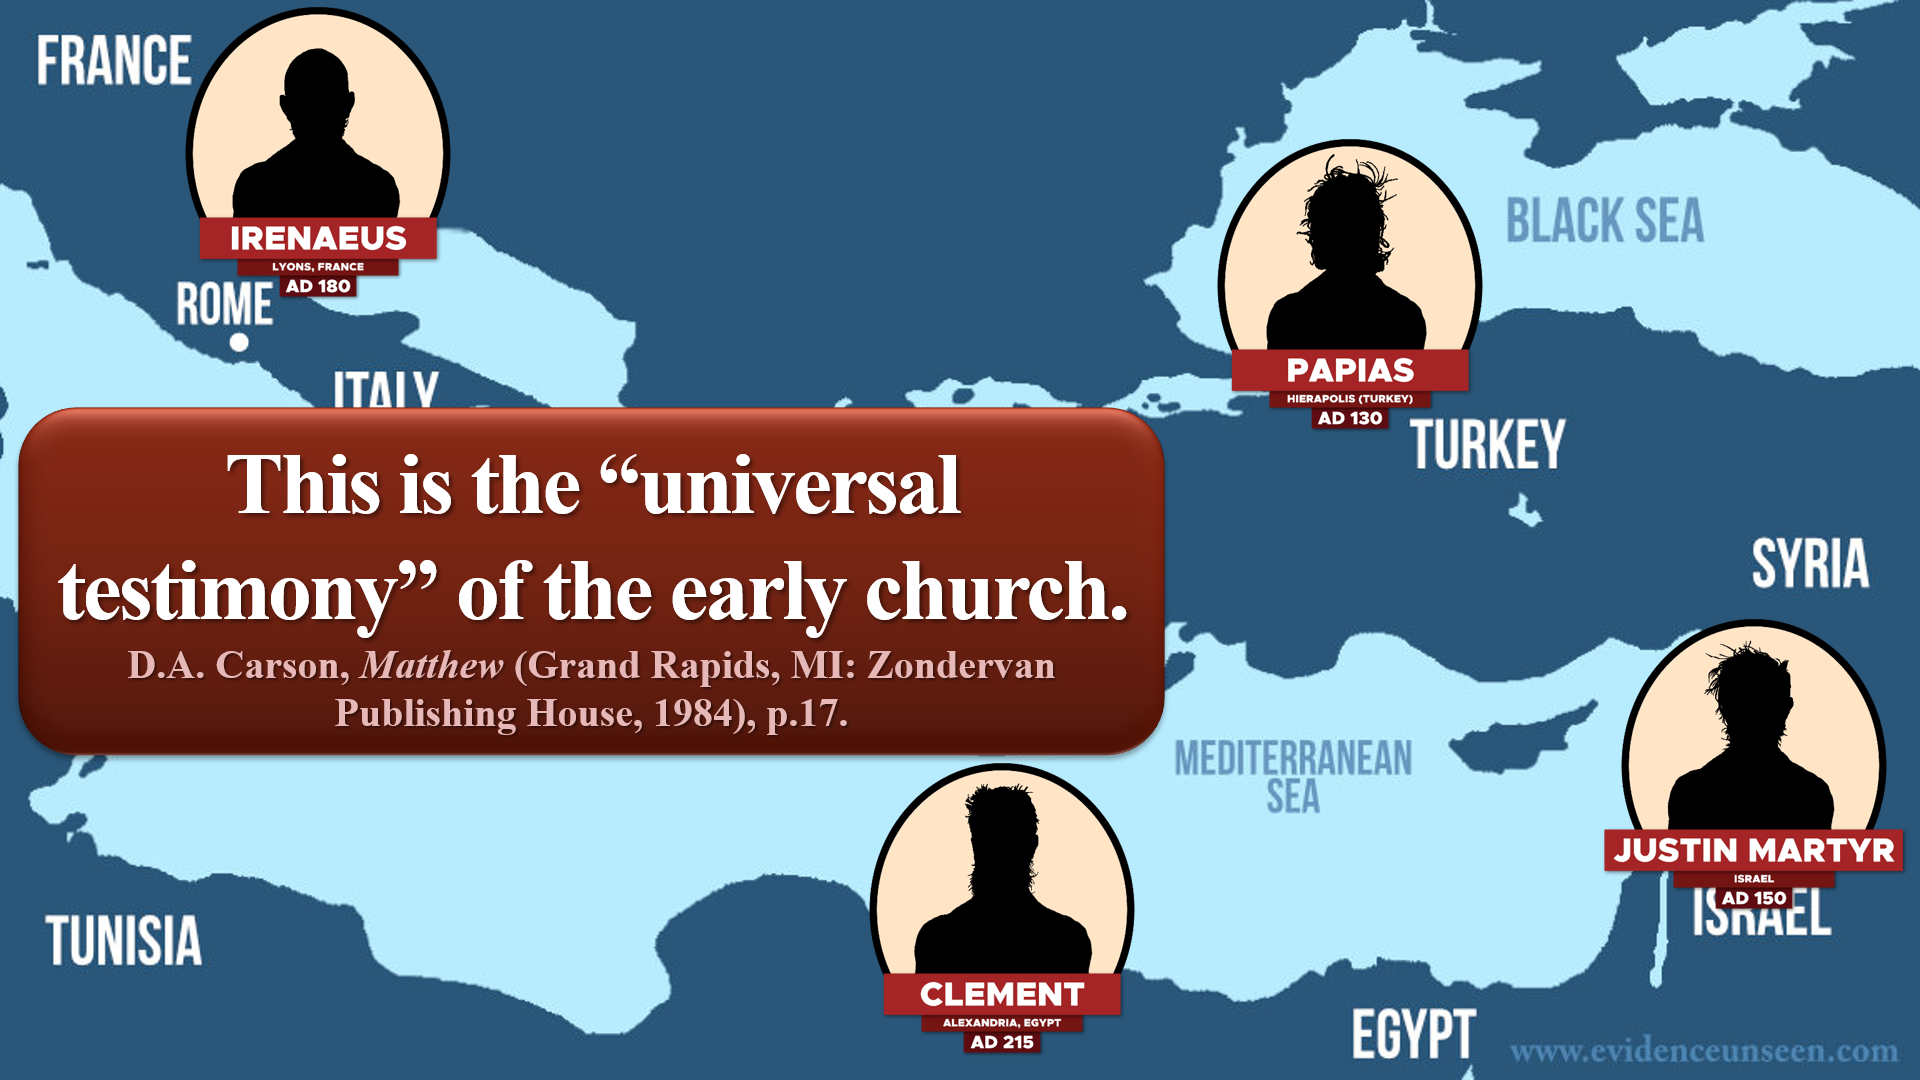 FRANCE
IRENAEUS
LYONS, FRANCE
AD 180
ROME
ITALY
PAPIAS
HIERAPOLIS (TURKEY)
AD 130
BLACK SEA
TURKEY
This is the “universal
testimony” of the early church.
D.A. Carson, Matthew (Grand Rapids, MI: Zondervan
Publishing House, 1984), p.17.
SYRIA
MEDITERRANEAN
SEA
JUSTIN MARTYR
ISRAEL
AD 150
ISRAEL
TUNISIA
CLEMENT
ALEXANDRIA, EGYPT
AD 215
EGYPT
www.evidenceunseen.com